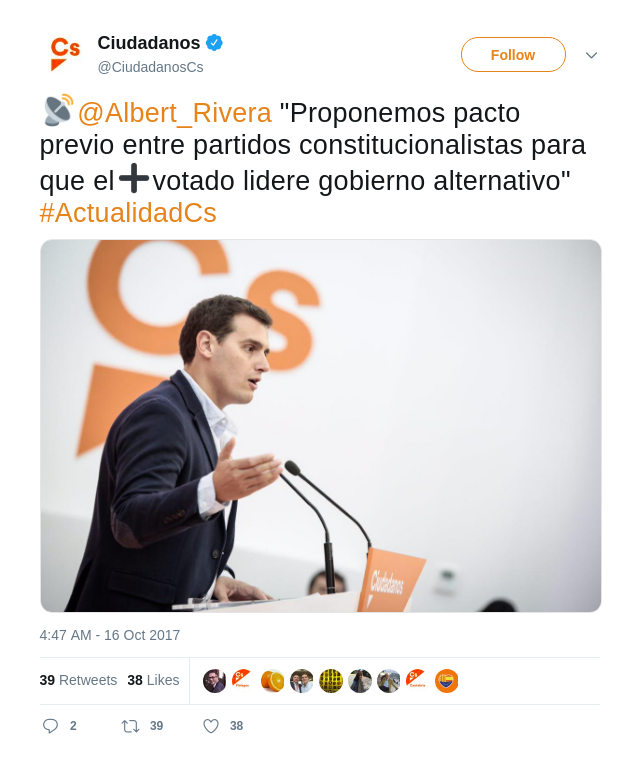 Cs
Ciudadanos
@CiudadanosCs
Follow
@Albert_Rivera "Proponemos pacto
previo entre partidos constitucionalistas para
que el➕votado lidere gobierno alternativo"
#ActualidadCs
Cs
Ciudadanos
4:47 AM - 16 Oct 2017
39 Retweets 38 Likes
2 39 38